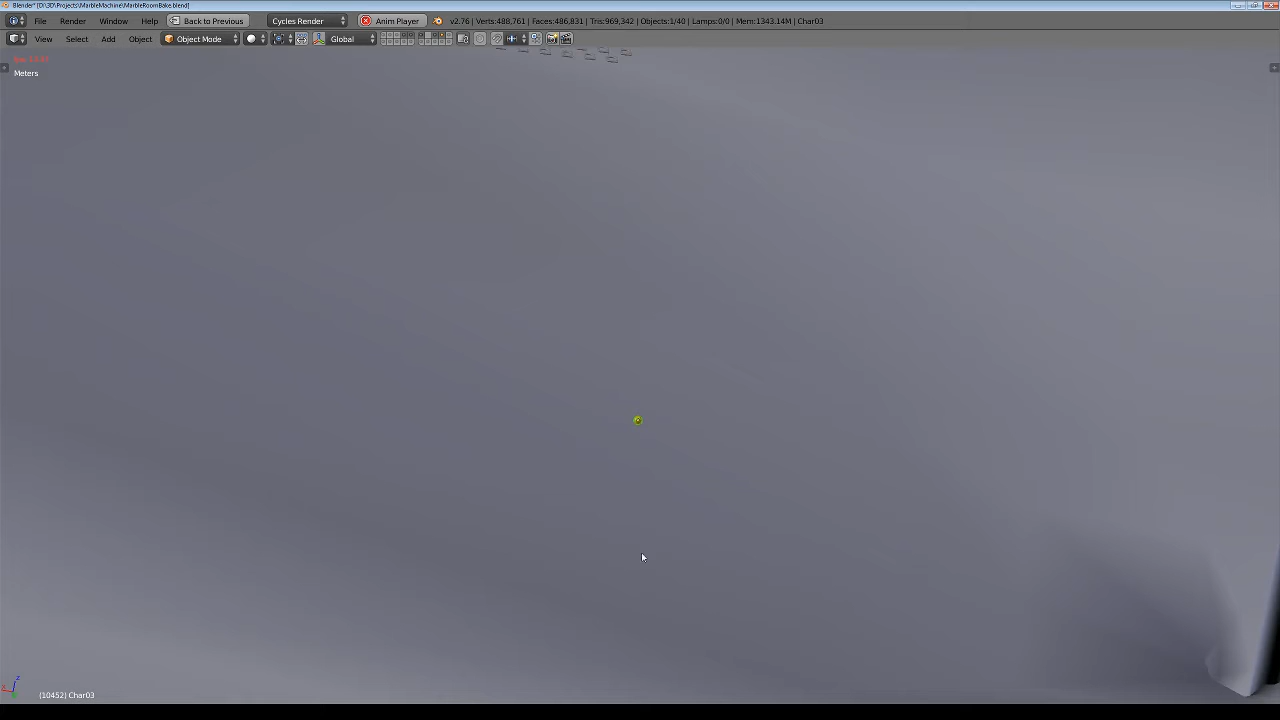 Blender* [D:\3D\Projects\MarbleMachine\MarbleRoomBake.blend]
File Render Window Help Back to Previous Cycles Render Anim Player v2.76 | Verts:488,761 | Faces:486,831 | Tris:969,342 | Objects:1/40 | Lamps:0/0 | Mem:1343.14M | Char03
View Select Add Object Object Mode Global
Meters
(10452) Char03